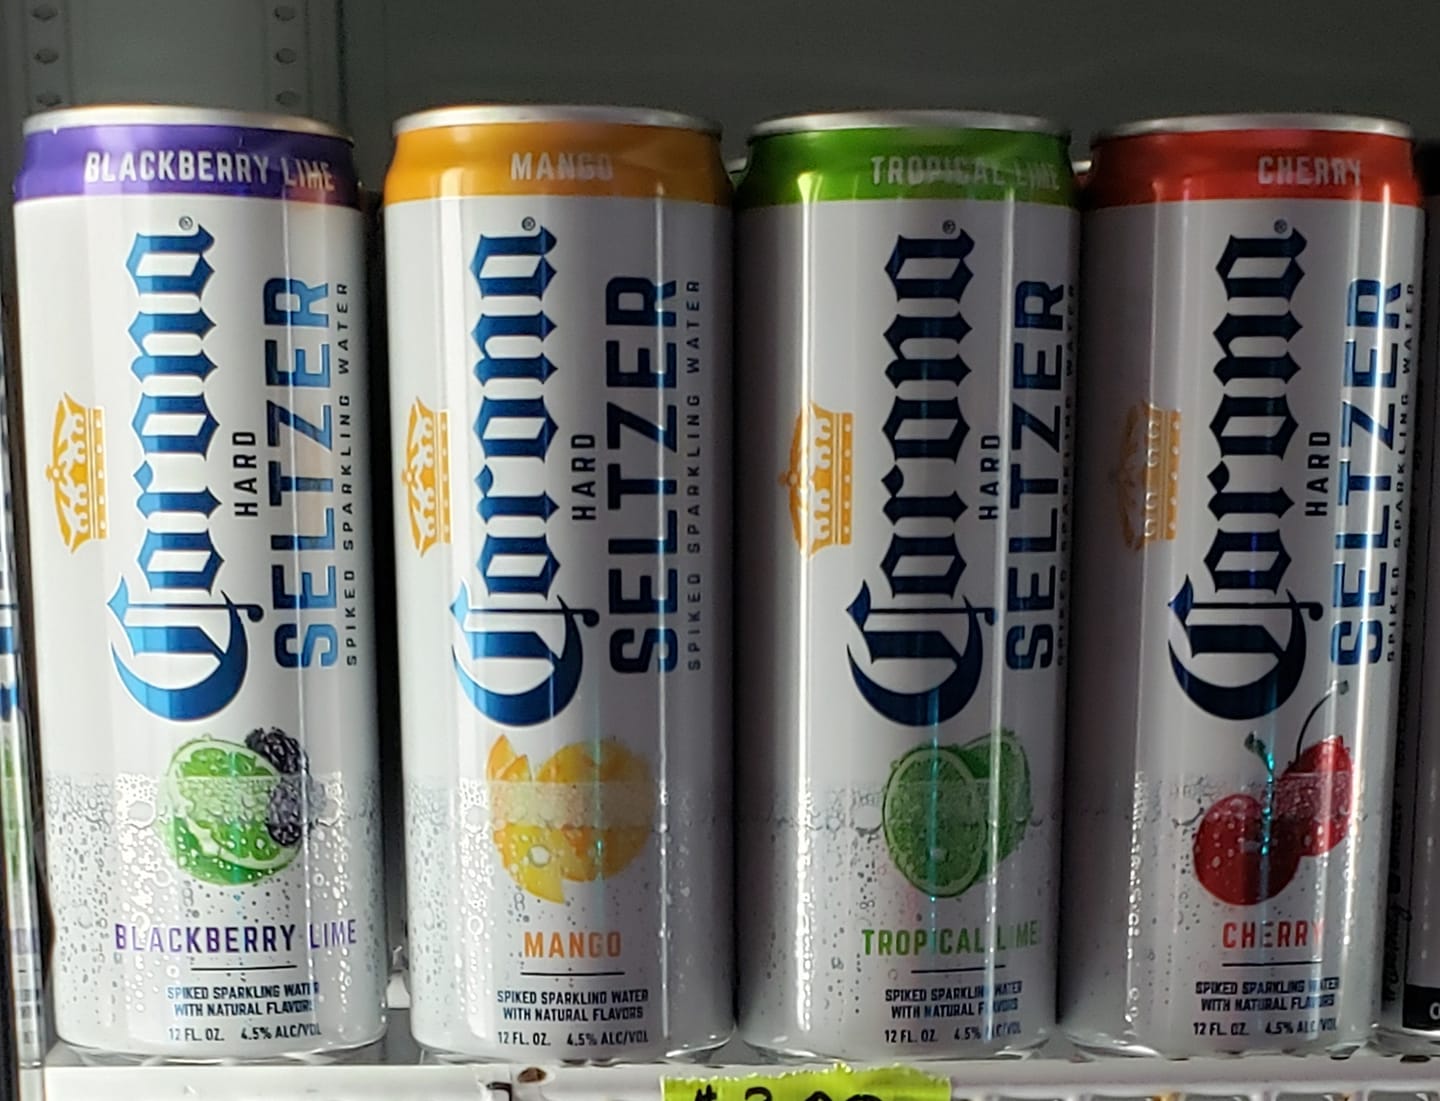 BLACKBERRY LIME
Corona®
HARD
SELTZER
SPIKED SPARKLING WATER
BLACKBERRY LIME
SPIKED SPARKLING WATER
WITH NATURAL FLAVORS
12 FL. OZ. 4.5% ALC/VOL
MANGO
Corona®
HARD
SELTZER
SPIKED SPARKLING WATER
MANGO
SPIKED SPARKLING WATER
WITH NATURAL FLAVORS
12 FL. OZ. 4.5% ALC/VOL
TROPICAL LIME
Corona®
HARD
SELTZER
SPIKED SPARKLING WATER
TROPICAL LIME
SPIKED SPARKLING WATER
WITH NATURAL FLAVORS
12 FL. OZ. 4.5% ALC/VOL
CHERRY
Corona®
HARD
SELTZER
SPIKED SPARKLING WATER
CHERRY
SPIKED SPARKLING WATER
WITH NATURAL FLAVORS
12 FL. OZ. 4.5% ALC/VOL